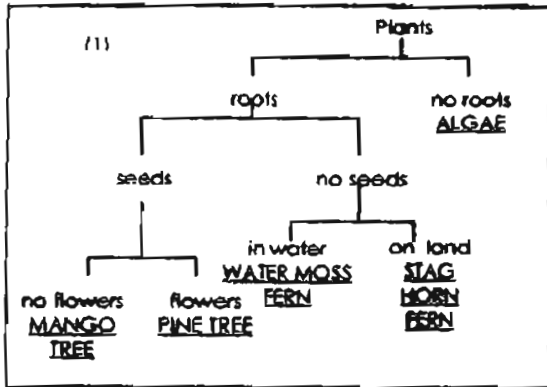 (1)
Plants
roots
no roots
ALGAE
seeds
no seeds
in water
WATER MOSS
FERN
on land
STAG
HORN
FERN
no flowers
MANGO
TREE
flowers
PINE TREE